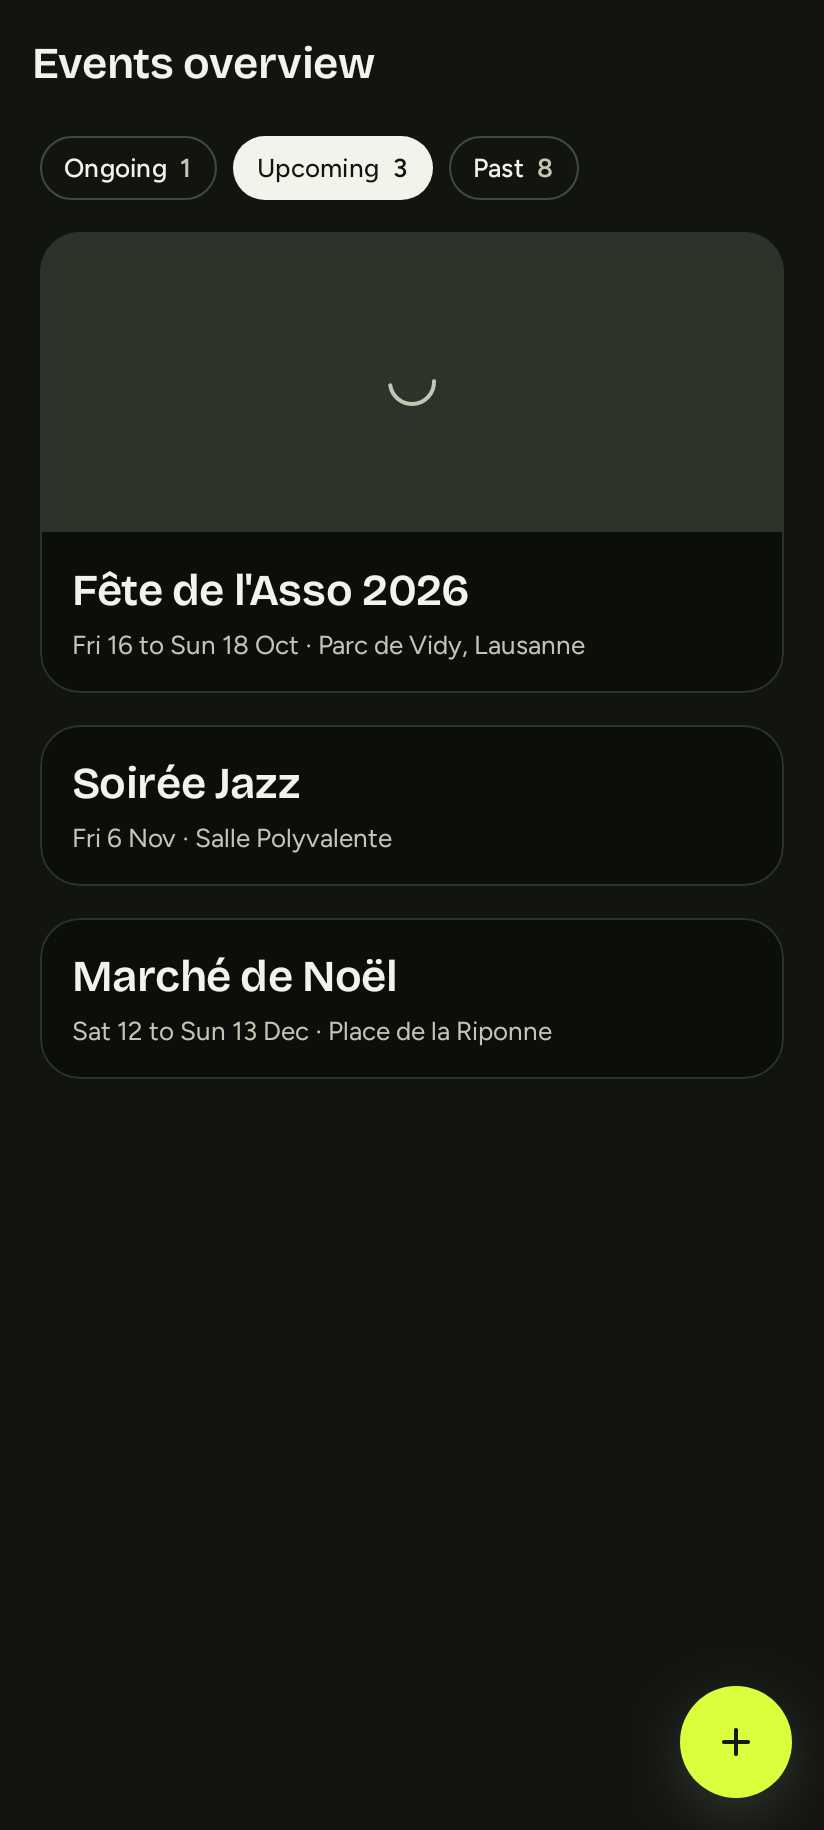 Events overview
Ongoing 1 Upcoming 3 Past 8
Fête de l'Asso 2026
Fri 16 to Sun 18 Oct · Parc de Vidy, Lausanne
Soirée Jazz
Fri 6 Nov · Salle Polyvalente
Marché de Noël
Sat 12 to Sun 13 Dec · Place de la Riponne